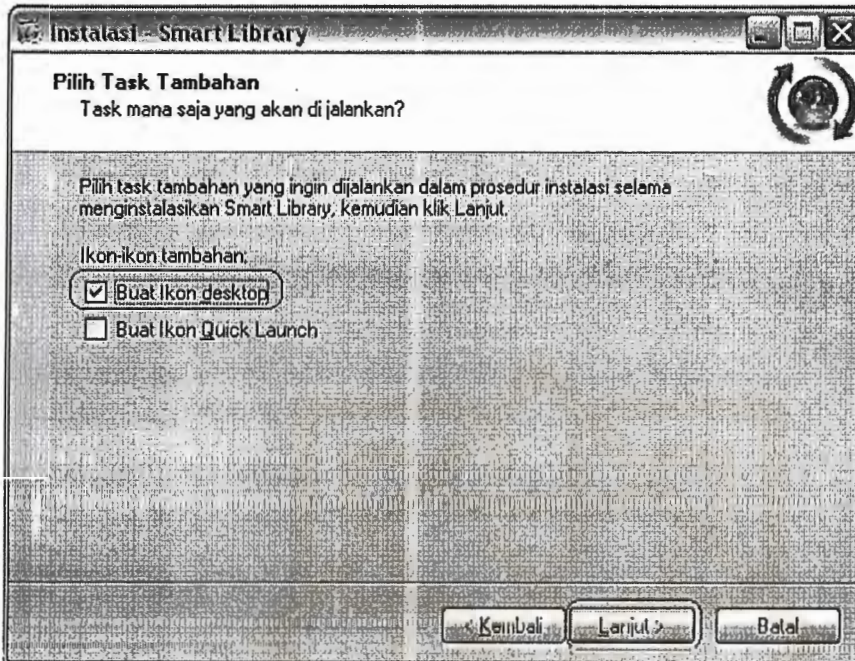 Instalasi - Smart Library
Pilih Task Tambahan
Task mana saja yang akan di jalankan?
Pilih task tambahan yang ingin dijalankan dalam prosedur instalasi selama
menginstalasikan Smart Library, kemudian klik Lanjut.
Ikon-ikon tambahan:
Buat Ikon desktop
Buat Ikon Quick Launch
< Kembali Lanjut > Batal